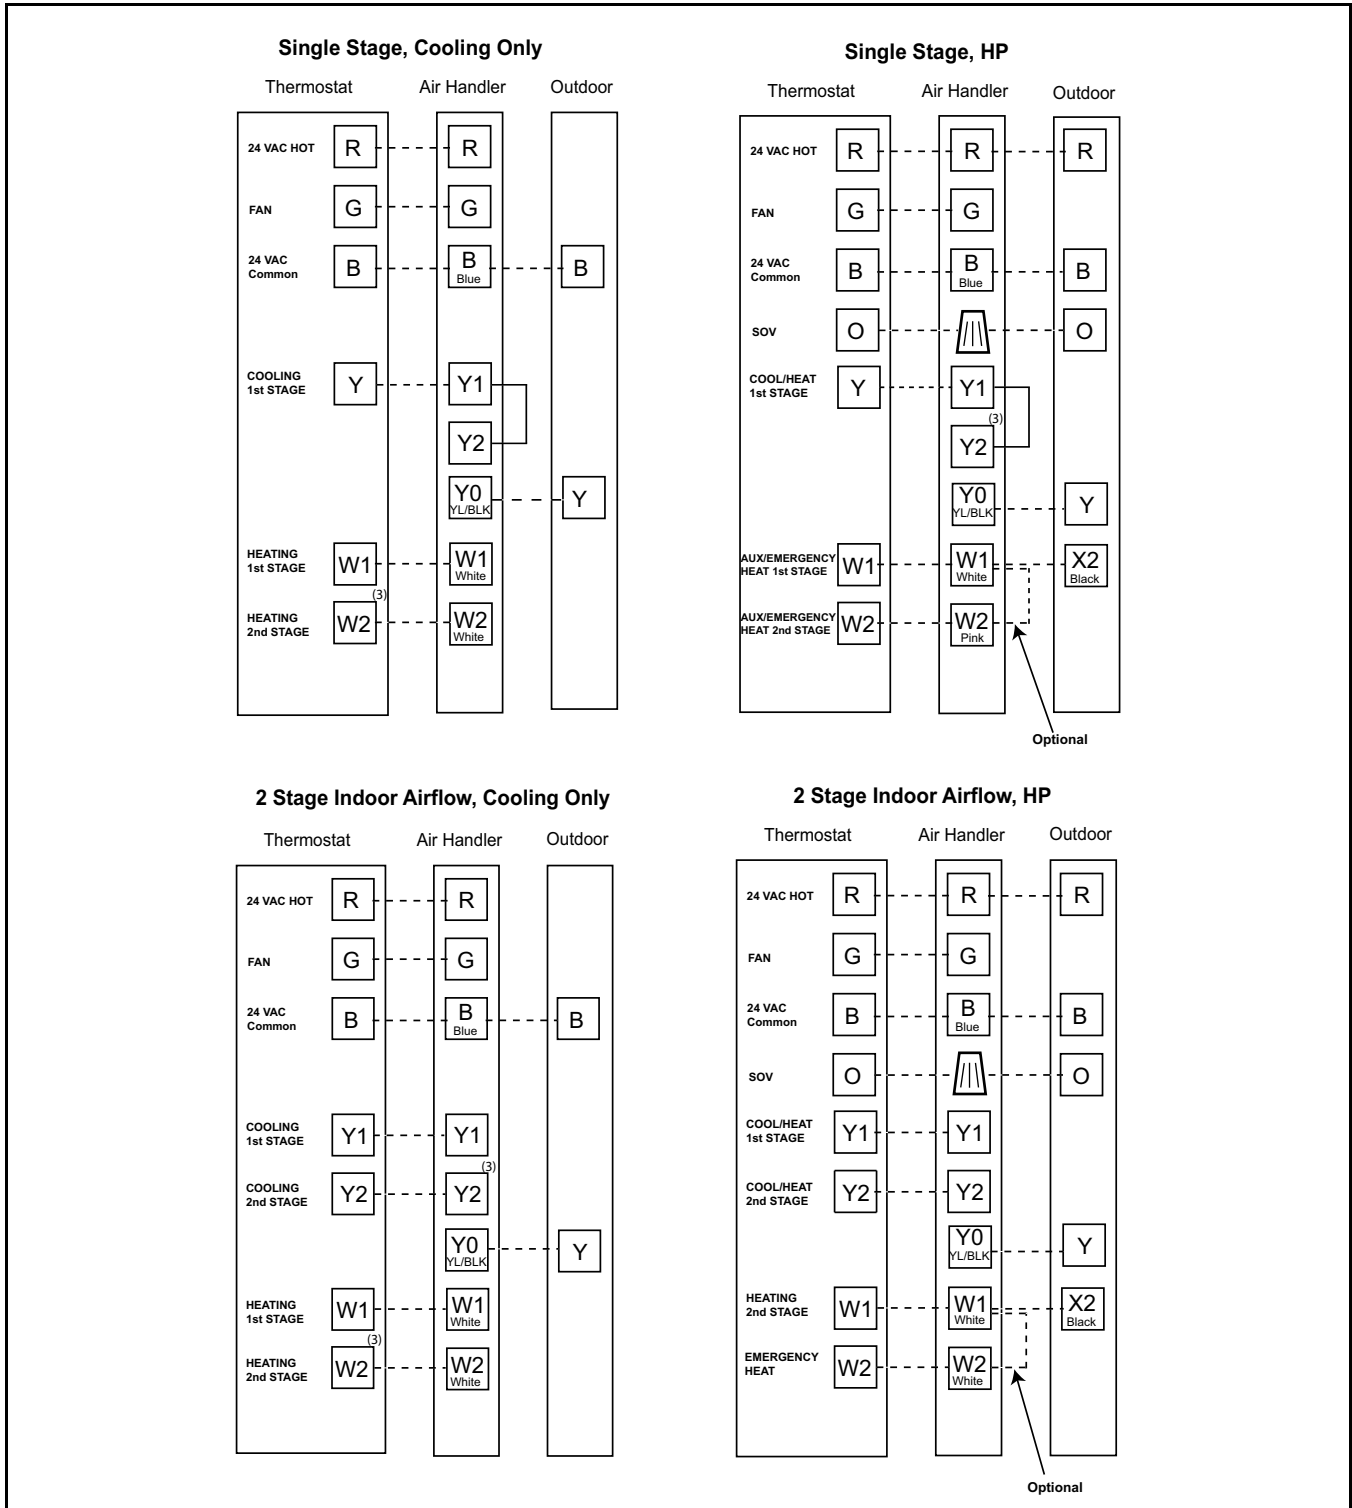 Single Stage, Cooling Only
Thermostat Air Handler Outdoor
24 VAC HOT R R
FAN G G
24 VAC
Common B B B
Blue
COOLING
1st STAGE Y Y1
Y2
Y0 Y
YL/BLK
HEATING
1st STAGE W1 W1
White
(3)
HEATING
2nd STAGE W2 W2
White
Single Stage, HP
Thermostat Air Handler Outdoor
24 VAC HOT R R R
FAN G G
24 VAC
Common B B B
Blue
SOV O O
COOL/HEAT
1st STAGE Y Y1
(3)
Y2
Y0 Y
YL/BLK
AUX/EMERGENCY
HEAT 1st STAGE W1 W1 X2
White Black
AUX/EMERGENCY
HEAT 2nd STAGE W2 W2
Pink
Optional
2 Stage Indoor Airflow, Cooling Only
Thermostat Air Handler Outdoor
24 VAC HOT R R
FAN G G
24 VAC
Common B B B
Blue
COOLING
1st STAGE Y1 Y1
(3)
COOLING
2nd STAGE Y2 Y2
Y0 Y
YL/BLK
HEATING
1st STAGE W1 W1
White
(3)
HEATING
2nd STAGE W2 W2
White
2 Stage Indoor Airflow, HP
Thermostat Air Handler Outdoor
24 VAC HOT R R R
FAN G G
24 VAC
Common B B B
Blue
SOV O O
COOL/HEAT
1st STAGE Y1 Y1
COOL/HEAT
2nd STAGE Y2 Y2
Y0 Y
YL/BLK
HEATING
2nd STAGE W1 W1 X2
White Black
EMERGENCY
HEAT W2 W2
White
Optional